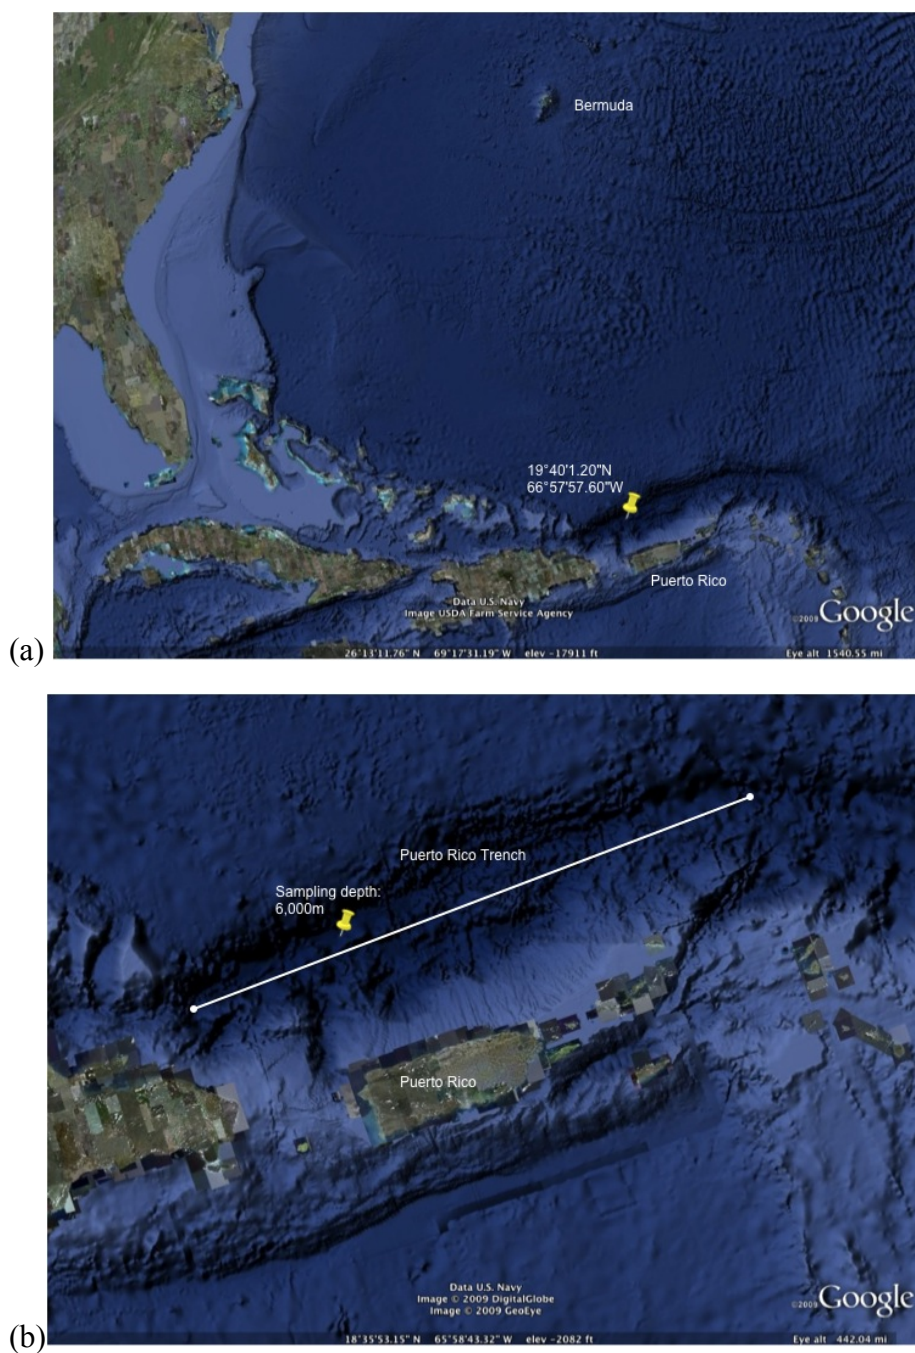 Bermuda
19°40'1.20"N
66°57'57.60"W
Puerto Rico
Data U.S. Navy
Image USDA Farm Service Agency
©2009 Google
26°13'11.76" N 69°17'31.19" W elev -17911 ft Eye alt 1540.55 mi
(a)
Puerto Rico Trench
Sampling depth:
6,000m
Puerto Rico
Data U.S. Navy
Image © 2009 DigitalGlobe
Image © 2009 GeoEye
©2009 Google
18°35'53.15" N 65°58'43.32" W elev -2082 ft Eye alt 442.04 mi
(b)